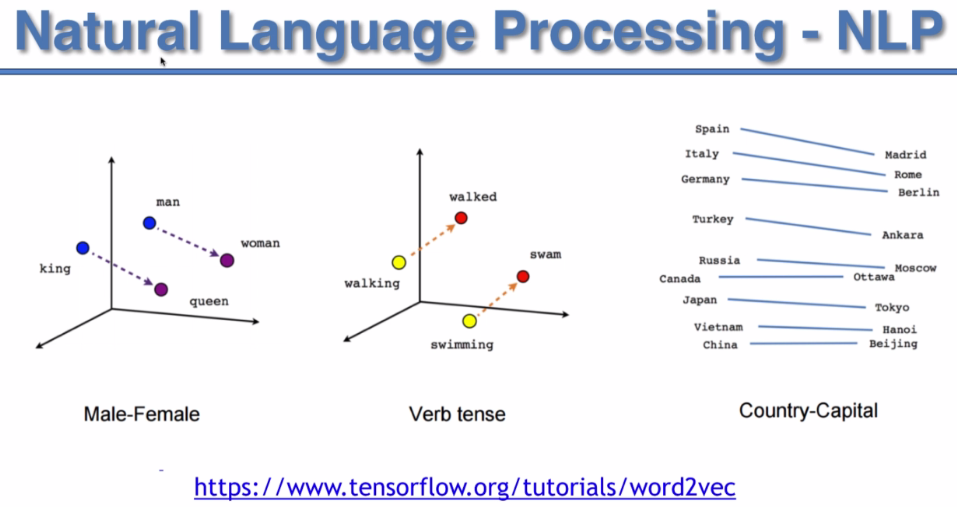 Natural Language Processing - NLP
man
woman
king
queen
Male-Female
walked
swam
walking
swimming
Verb tense
Spain Madrid
Italy Rome
Germany Berlin
Turkey Ankara
Russia Moscow
Canada Ottawa
Japan Tokyo
Vietnam Hanoi
China Beijing
Country-Capital
https://www.tensorflow.org/tutorials/word2vec